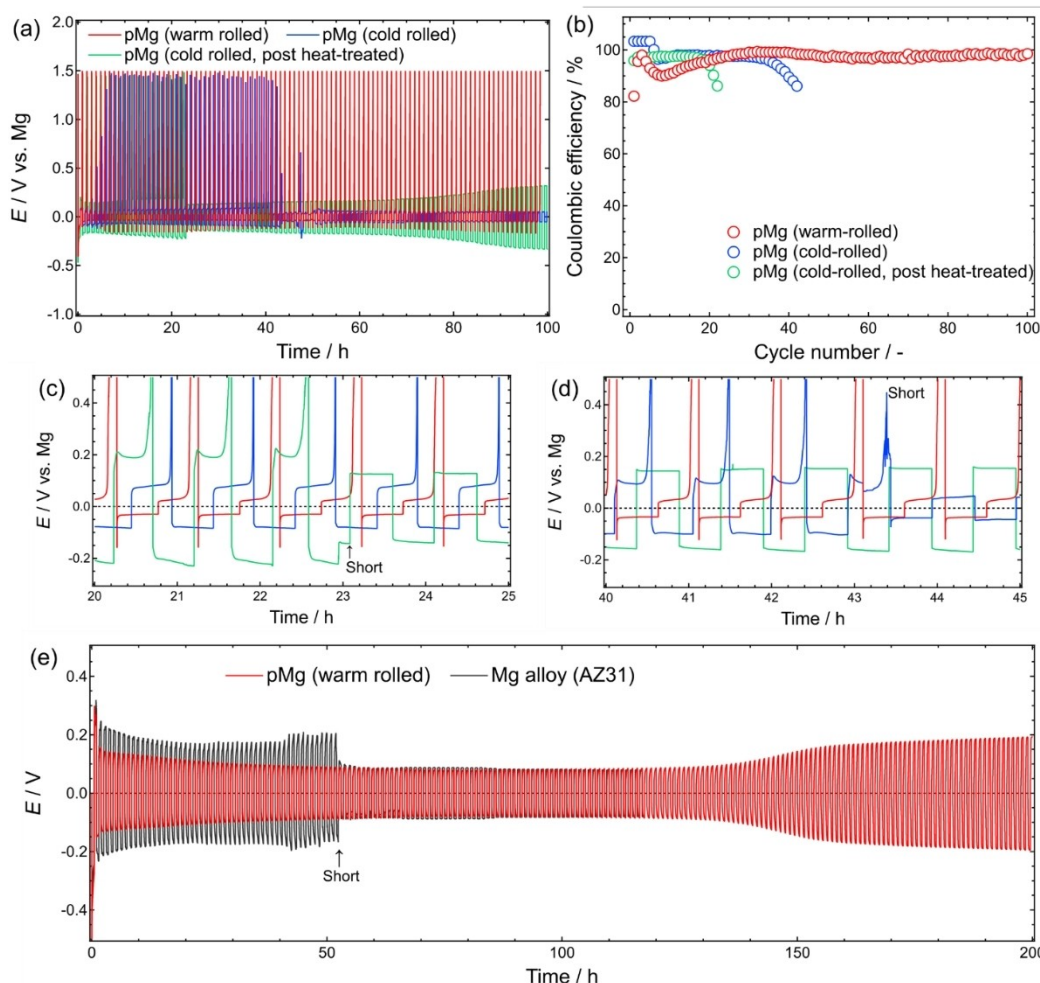 (a)
pMg (warm rolled) pMg (cold rolled)
pMg (cold rolled, post heat-treated)
1.5
1.0
0.5
0.0
-0.5
-1.0
E / V vs. Mg
0 20 40 60 80 100
Time / h
(b)
100
80
60
40
20
0
Coulombic efficiency / %
pMg (warm-rolled)
pMg (cold-rolled)
pMg (cold-rolled, post heat-treated)
0 20 40 60 80 100
Cycle number / -
(c)
0.4
0.2
0.0
-0.2
E / V vs. Mg
Short
20 21 22 23 24 25
Time / h
(d)
0.4
0.2
0.0
-0.2
E / V vs. Mg
Short
40 41 42 43 44 45
Time / h
(e)
pMg (warm rolled) Mg alloy (AZ31)
0.4
0.2
0.0
-0.2
-0.4
E / V
Short
0 50 100 150 200
Time / h